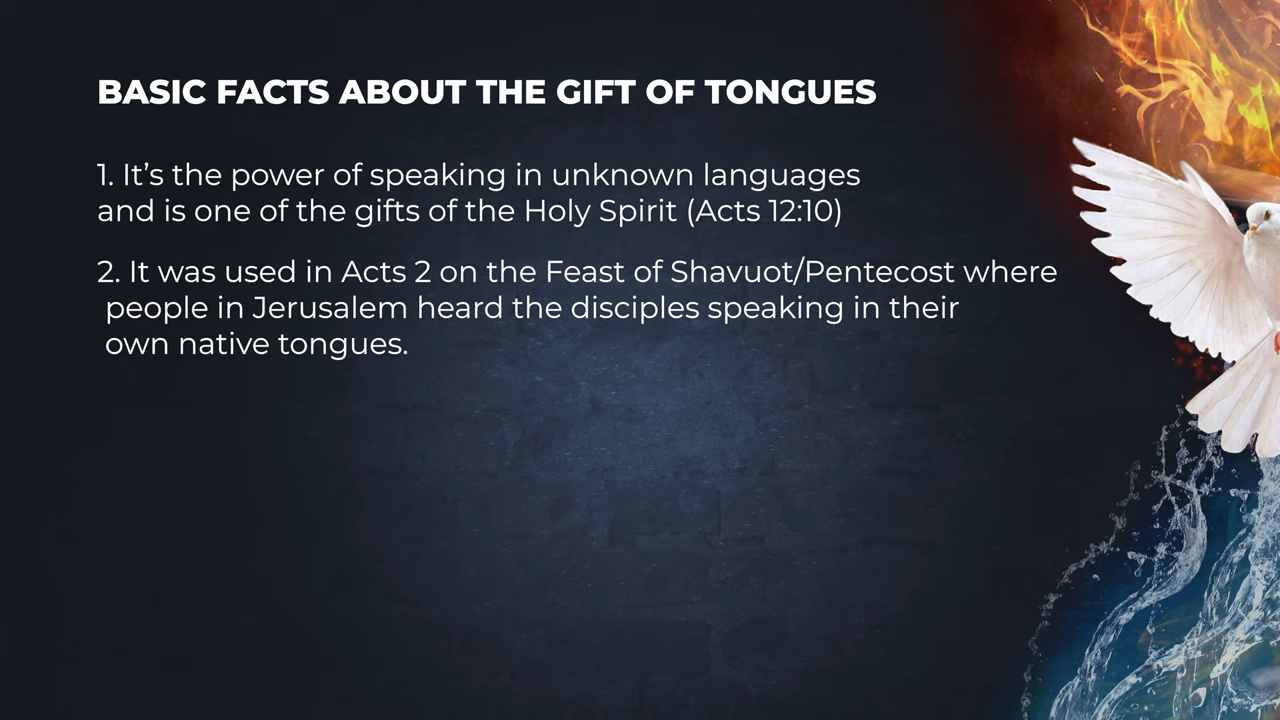 BASIC FACTS ABOUT THE GIFT OF TONGUES
1. It’s the power of speaking in unknown languages
and is one of the gifts of the Holy Spirit (Acts 12:10)
2. It was used in Acts 2 on the Feast of Shavuot/Pentecost where
people in Jerusalem heard the disciples speaking in their
own native tongues.